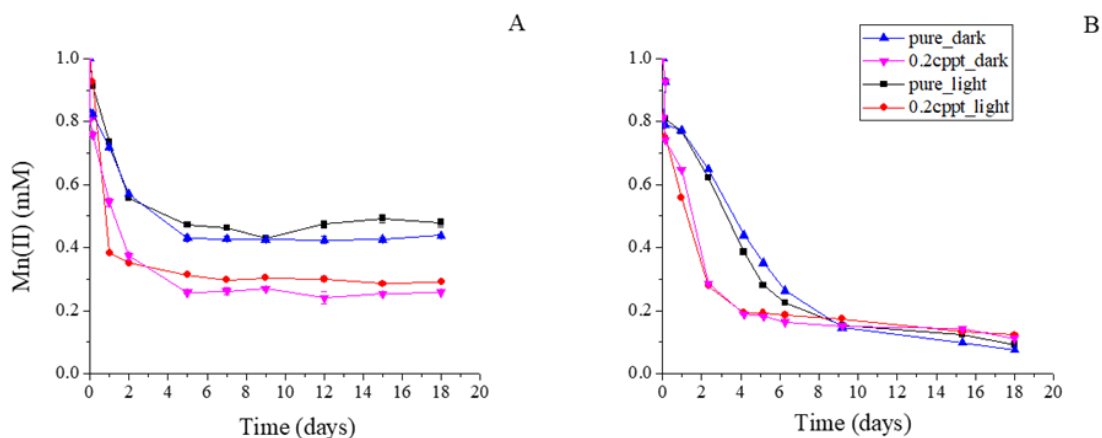 A
B
pure_dark
0.2cppt_dark
pure_light
0.2cppt_light
Mn(II) (mM)
1.0
0.8
0.6
0.4
0.2
0.0
0 2 4 6 8 10 12 14 16 18 20
Time (days)
1.0
0.8
0.6
0.4
0.2
0.0
0 2 4 6 8 10 12 14 16 18 20
Time (days)